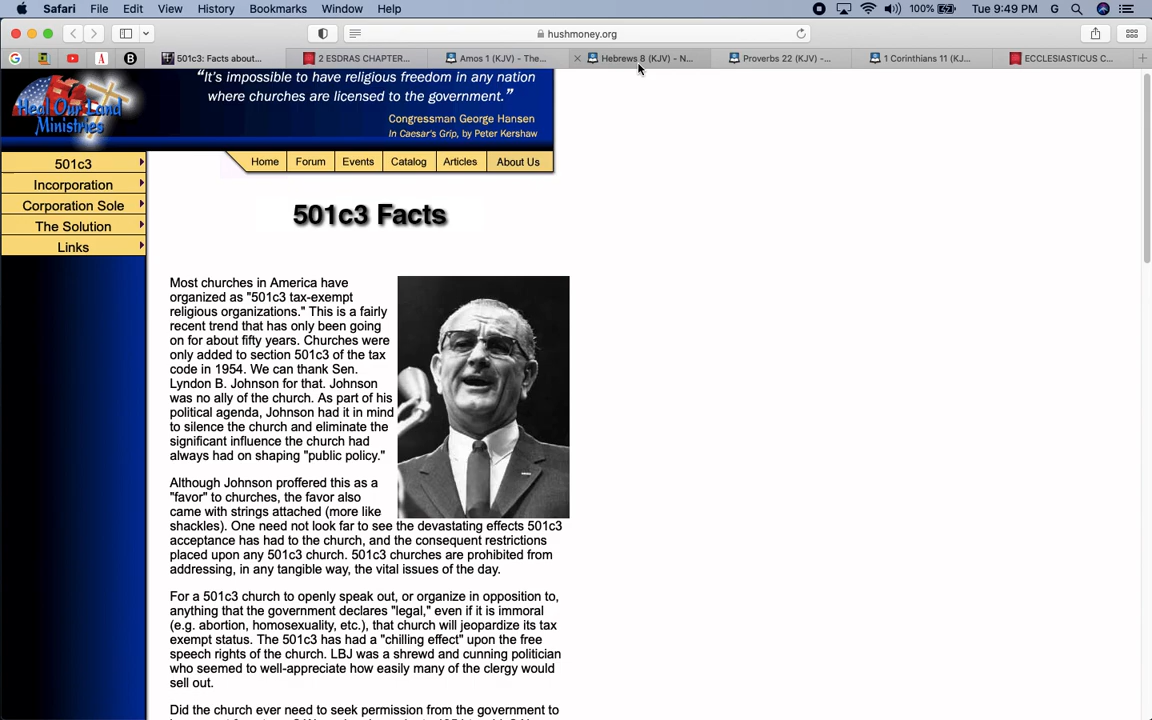 Safari File Edit View History Bookmarks Window Help 100% Tue 9:49 PM G
hushmoney.org
G A B 501c3: Facts about... 2 ESDRAS CHAPTER... Amos 1 (KJV) - The... Hebrews 8 (KJV) - N... Proverbs 22 (KJV) -... 1 Corinthians 11 (KJ... ECCLESIASTICUS C...
"It's impossible to have religious freedom in any nation
where churches are licensed to the government."
Congressman George Hansen
In Caesar's Grip, by Peter Kershaw
Heal Our Land
Ministries
Home Forum Events Catalog Articles About Us
501c3
Incorporation
Corporation Sole
The Solution
Links
501c3 Facts
Most churches in America have
organized as "501c3 tax-exempt
religious organizations." This is a fairly
recent trend that has only been going
on for about fifty years. Churches were
only added to section 501c3 of the tax
code in 1954. We can thank Sen.
Lyndon B. Johnson for that. Johnson
was no ally of the church. As part of his
political agenda, Johnson had it in mind
to silence the church and eliminate the
significant influence the church had
always had on shaping "public policy."
Although Johnson proffered this as a
"favor" to churches, the favor also
came with strings attached (more like
shackles). One need not look far to see the devastating effects 501c3
acceptance has had to the church, and the consequent restrictions
placed upon any 501c3 church. 501c3 churches are prohibited from
addressing, in any tangible way, the vital issues of the day.
For a 501c3 church to openly speak out, or organize in opposition to,
anything that the government declares "legal," even if it is immoral
(e.g. abortion, homosexuality, etc.), that church will jeopardize its tax
exempt status. The 501c3 has had a "chilling effect" upon the free
speech rights of the church. LBJ was a shrewd and cunning politician
who seemed to well-appreciate how easily many of the clergy would
sell out.
Did the church ever need to seek permission from the government to